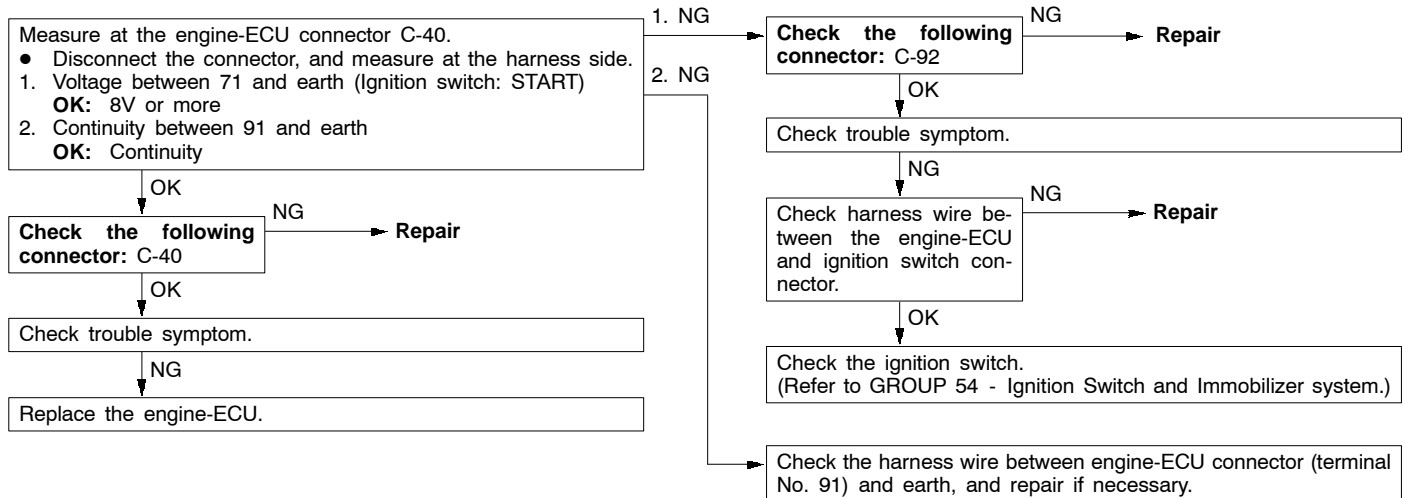 Measure at the engine-ECU connector C-40.
● Disconnect the connector, and measure at the harness side.
1. Voltage between 71 and earth (Ignition switch: START)
OK: 8V or more
2. Continuity between 91 and earth
OK: Continuity
OK
Check the following
connector: C-40
NG
Repair
OK
Check trouble symptom.
NG
Replace the engine-ECU.
1. NG
2. NG
Check the following
connector: C-92
NG
Repair
OK
Check trouble symptom.
NG
Check harness wire be-
tween the engine-ECU
and ignition switch con-
nector.
NG
Repair
OK
Check the ignition switch.
(Refer to GROUP 54 - Ignition Switch and Immobilizer system.)
Check the harness wire between engine-ECU connector (terminal
No. 91) and earth, and repair if necessary.